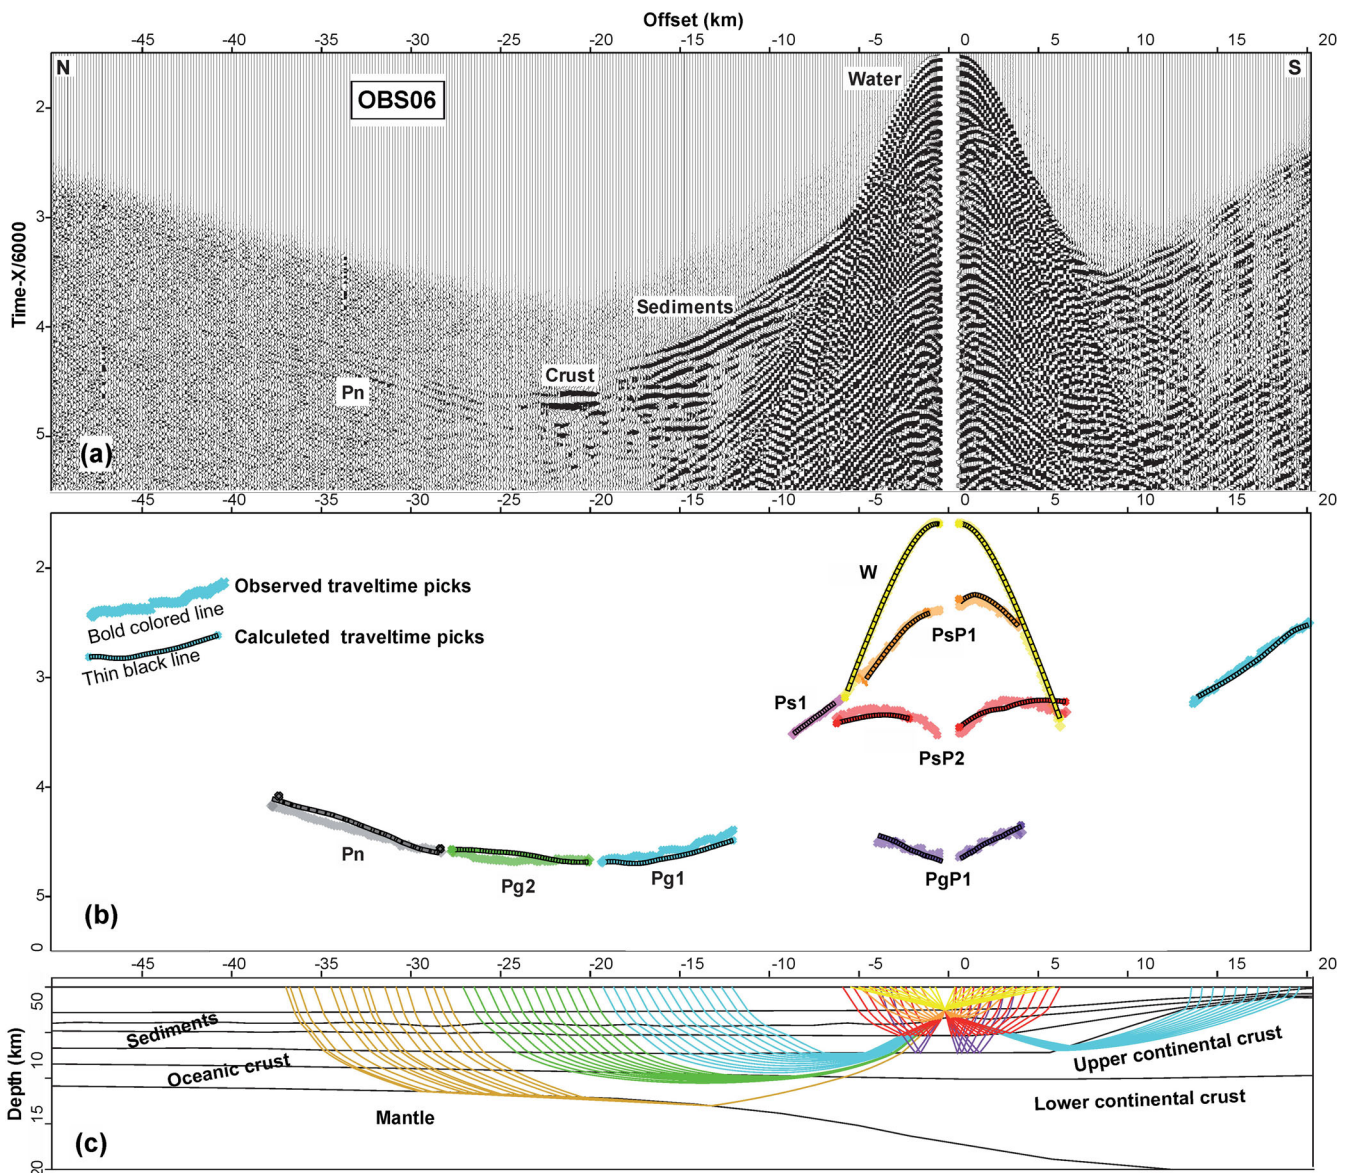 Offset (km)
-45 -40 -35 -30 -25 -20 -15 -10 -5 0 5 10 15 20
N
S
OBS06
Water
2
3
Time-X/6000
Sediments
4
Crust
Pn
5
(a)
-45 -40 -35 -30 -25 -20 -15 -10 -5 0 5 10 15 20
2
W
Observed traveltime picks
Bold colored line
PsP1
Calculeted traveltime picks
Thin black line
3
Ps1
PsP2
4
Pn
Pg2
Pg1
PgP1
5
(b)
0
-45 -40 -35 -30 -25 -20 -15 -10 -5 0 5 10 15 20
50
Sediments
Depth (km)
10
Oceanic crust
Upper continental crust
Lower continental crust
15
Mantle
(c)
20